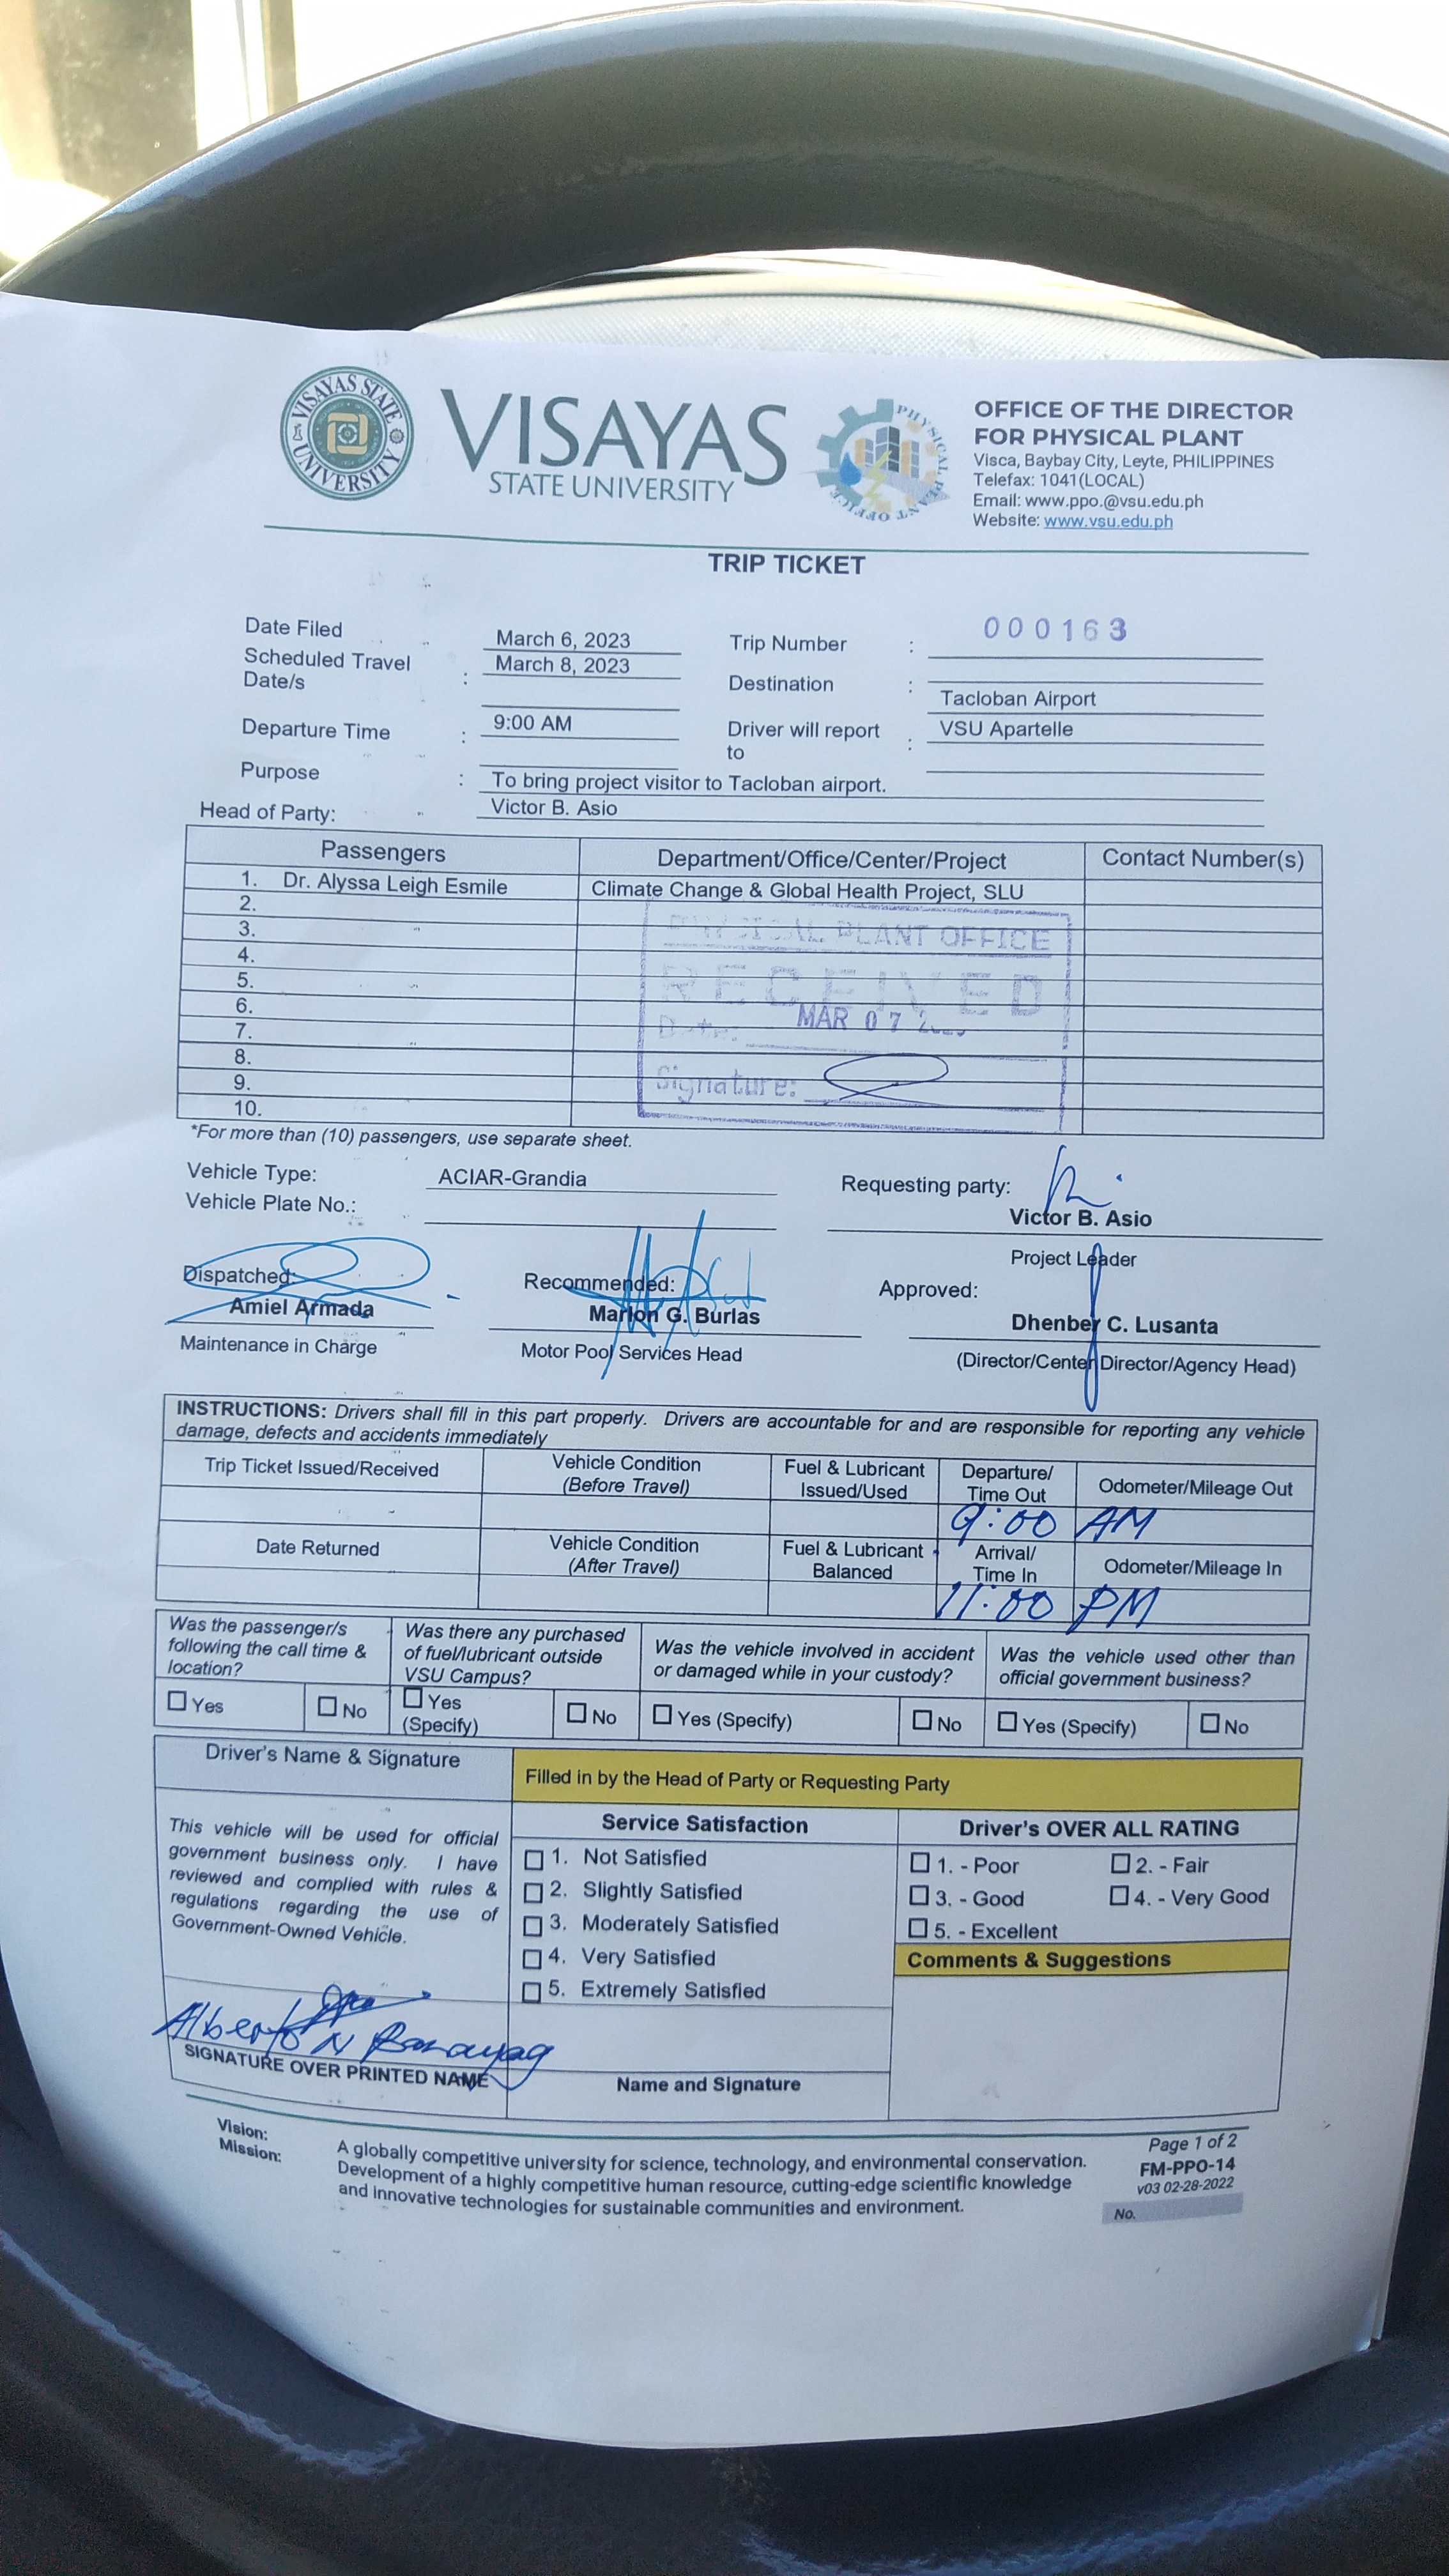 VISAYAS STATE UNIVERSITY
VISAYAS
STATE UNIVERSITY
PHYSICAL PLANT OFFICE
OFFICE OF THE DIRECTOR
FOR PHYSICAL PLANT
Visca, Baybay City, Leyte, PHILIPPINES
Telefax: 1041(LOCAL)
Email: www.ppo.@vsu.edu.ph
Website: www.vsu.edu.ph
TRIP TICKET
Date Filed March 6, 2023 Trip Number : 000163
Scheduled Travel Date/s : March 8, 2023 Destination : Tacloban Airport
Departure Time : 9:00 AM Driver will report to : VSU Apartelle
Purpose : To bring project visitor to Tacloban airport.
Head of Party: Victor B. Asio
Passengers Department/Office/Center/Project Contact Number(s)
1. Dr. Alyssa Leigh Esmile Climate Change & Global Health Project, SLU
2.
3.
4.
5.
6.
7.
8.
9.
10.
PHYSICAL PLANT OFFICE
RECEIVED
Date: MAR 07
Signature:
*For more than (10) passengers, use separate sheet.
Vehicle Type: ACIAR-Grandia Requesting party:
Vehicle Plate No.: Victor B. Asio
Project Leader
Dispatched: Recommended: Approved:
Amiel Armada Marlon G. Burlas Dhenber C. Lusanta
Maintenance in Charge Motor Pool Services Head (Director/Center Director/Agency Head)
INSTRUCTIONS: Drivers shall fill in this part properly. Drivers are accountable for and are responsible for reporting any vehicle
damage, defects and accidents immediately
Trip Ticket Issued/Received Vehicle Condition (Before Travel) Fuel & Lubricant Issued/Used Departure/ Time Out Odometer/Mileage Out
9:00 AM
Date Returned Vehicle Condition (After Travel) Fuel & Lubricant Balanced Arrival/ Time In Odometer/Mileage In
11:00 PM
Was the passenger/s following the call time & location? Was there any purchased of fuel/lubricant outside VSU Campus? Was the vehicle involved in accident or damaged while in your custody? Was the vehicle used other than official government business?
Yes No Yes (Specify) No Yes (Specify) No Yes (Specify) No
Driver's Name & Signature Filled in by the Head of Party or Requesting Party
This vehicle will be used for official
government business only. I have
reviewed and complied with rules &
regulations regarding the use of
Government-Owned Vehicle.
Alberto N
SIGNATURE OVER PRINTED NAME
Service Satisfaction
1. Not Satisfied
2. Slightly Satisfied
3. Moderately Satisfied
4. Very Satisfied
5. Extremely Satisfied
Name and Signature
Driver's OVER ALL RATING
1. - Poor 2. - Fair
3. - Good 4. - Very Good
5. - Excellent
Comments & Suggestions
Vision: A globally competitive university for science, technology, and environmental conservation.
Mission: Development of a highly competitive human resource, cutting-edge scientific knowledge
and innovative technologies for sustainable communities and environment.
Page 1 of 2
FM-PPO-14
v03 02-28-2022
No.